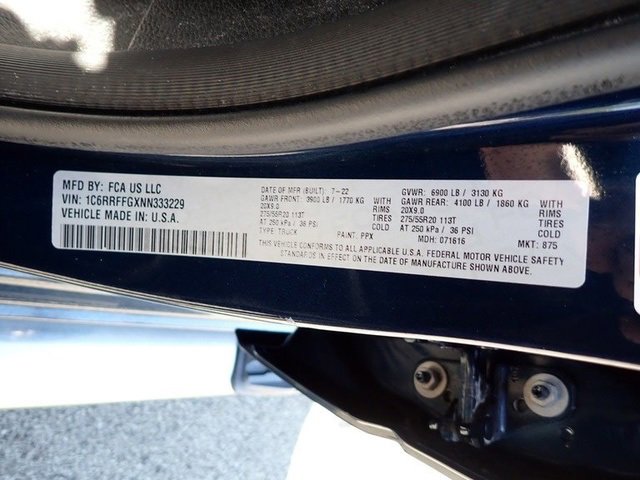 MFD BY: FCA US LLC
VIN: 1C6RRFFGXNN333229
VEHICLE MADE IN: U.S.A.
DATE OF MFR (BUILT): 7-22
GAWR FRONT: 3900 LB / 1770 KG WITH
20X9.0 RIMS
275/55R20 113T TIRES
AT 250 kPa / 36 PSI COLD
TYPE: TRUCK PAINT: PPX
GVWR: 6900 LB / 3130 KG
GAWR REAR: 4100 LB / 1860 KG WITH
20X9.0 RIMS
275/55R20 113T TIRES
AT 250 kPa / 36 PSI COLD
MDH: 071616 MKT: 875
THIS VEHICLE CONFORMS TO ALL APPLICABLE U.S.A. FEDERAL MOTOR VEHICLE SAFETY
STANDARDS IN EFFECT ON THE DATE OF MANUFACTURE SHOWN ABOVE.